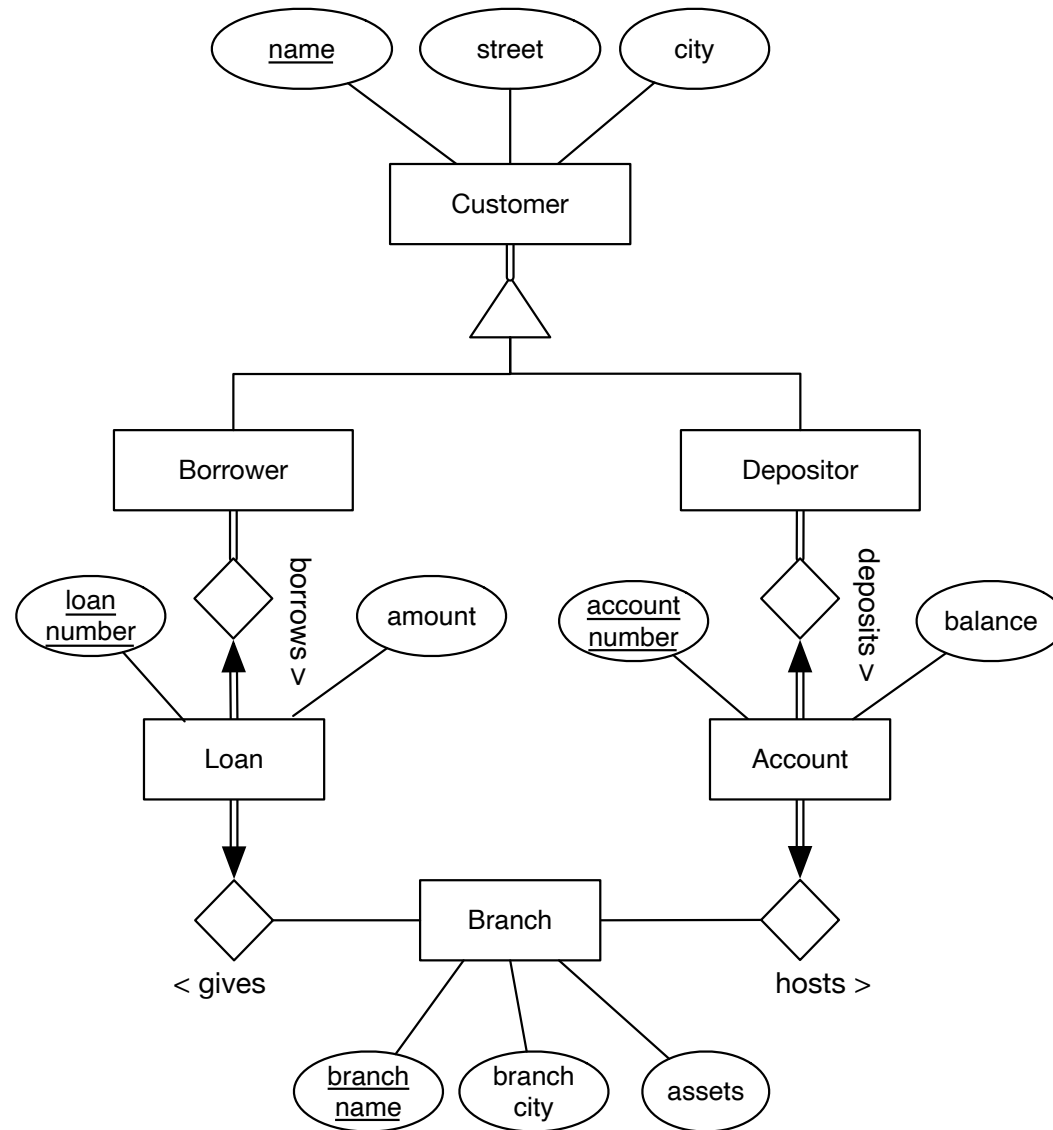 name
street
city
Customer
Borrower
Depositor
borrows >
deposits >
loan
number
amount
account
number
balance
Loan
Account
Branch
< gives
hosts >
branch
name
branch
city
assets